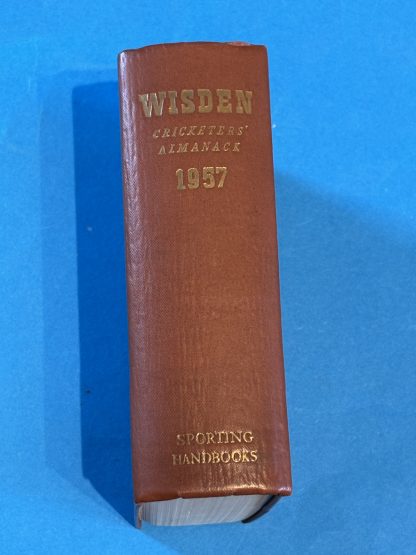 WISDEN
CRICKETERS'
ALMANACK
1957
SPORTING
HANDBOOKS